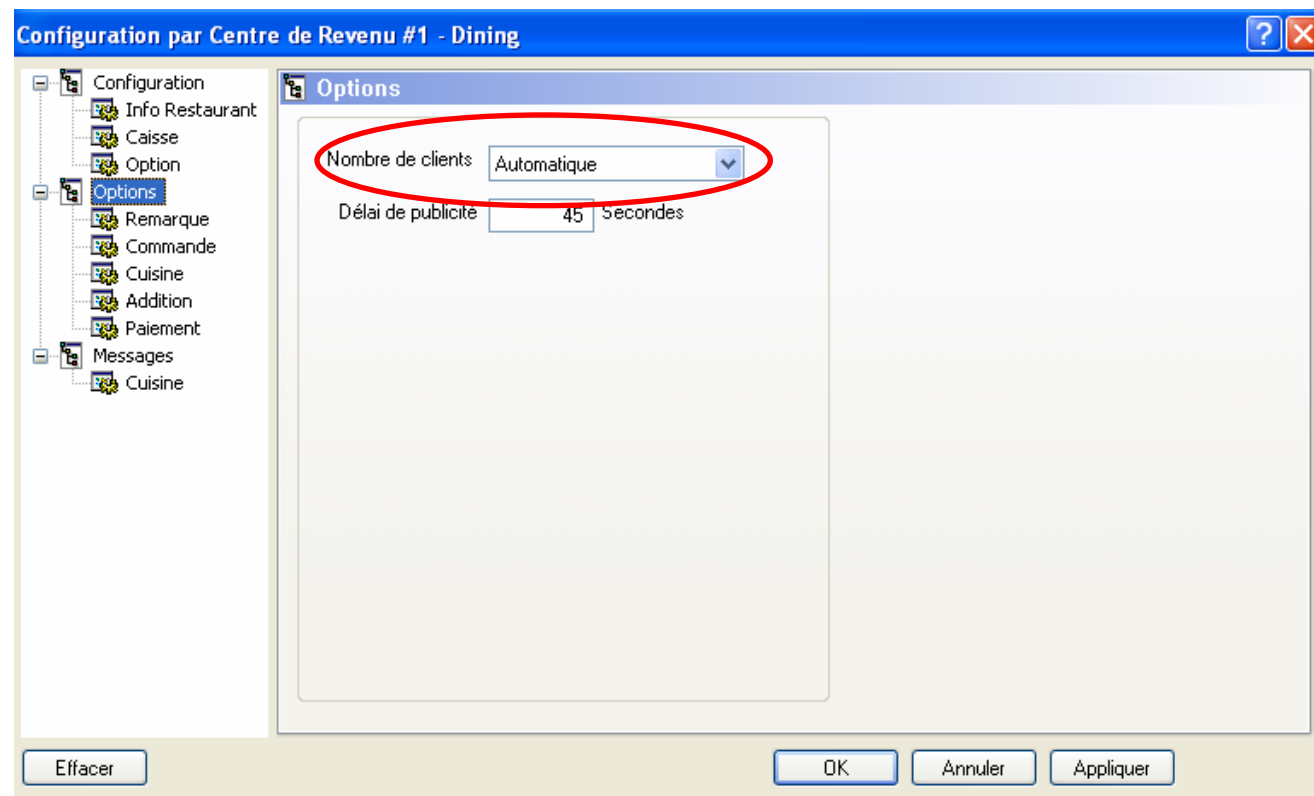 Configuration par Centre de Revenu #1 - Dining
Configuration
Info Restaurant
Caisse
Option
Options
Remarque
Commande
Cuisine
Addition
Paiement
Messages
Cuisine
Options
Nombre de clients Automatique
Délai de publicité 45 Secondes
Effacer OK Annuler Appliquer